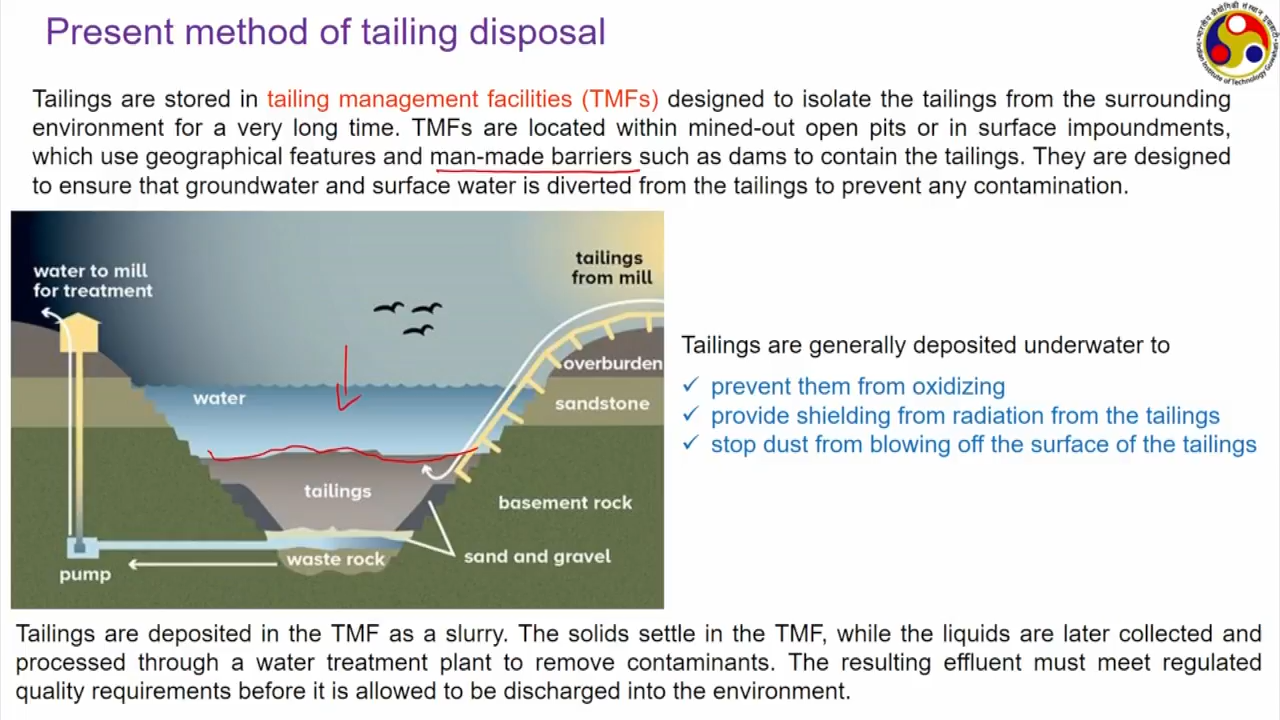 Present method of tailing disposal
Tailings are stored in tailing management facilities (TMFs) designed to isolate the tailings from the surrounding
environment for a very long time. TMFs are located within mined-out open pits or in surface impoundments,
which use geographical features and man-made barriers such as dams to contain the tailings. They are designed
to ensure that groundwater and surface water is diverted from the tailings to prevent any contamination.
water to mill
for treatment
tailings
from mill
overburden
water
sandstone
tailings
basement rock
sand and gravel
waste rock
pump
Tailings are generally deposited underwater to
✓ prevent them from oxidizing
✓ provide shielding from radiation from the tailings
✓ stop dust from blowing off the surface of the tailings
Tailings are deposited in the TMF as a slurry. The solids settle in the TMF, while the liquids are later collected and
processed through a water treatment plant to remove contaminants. The resulting effluent must meet regulated
quality requirements before it is allowed to be discharged into the environment.